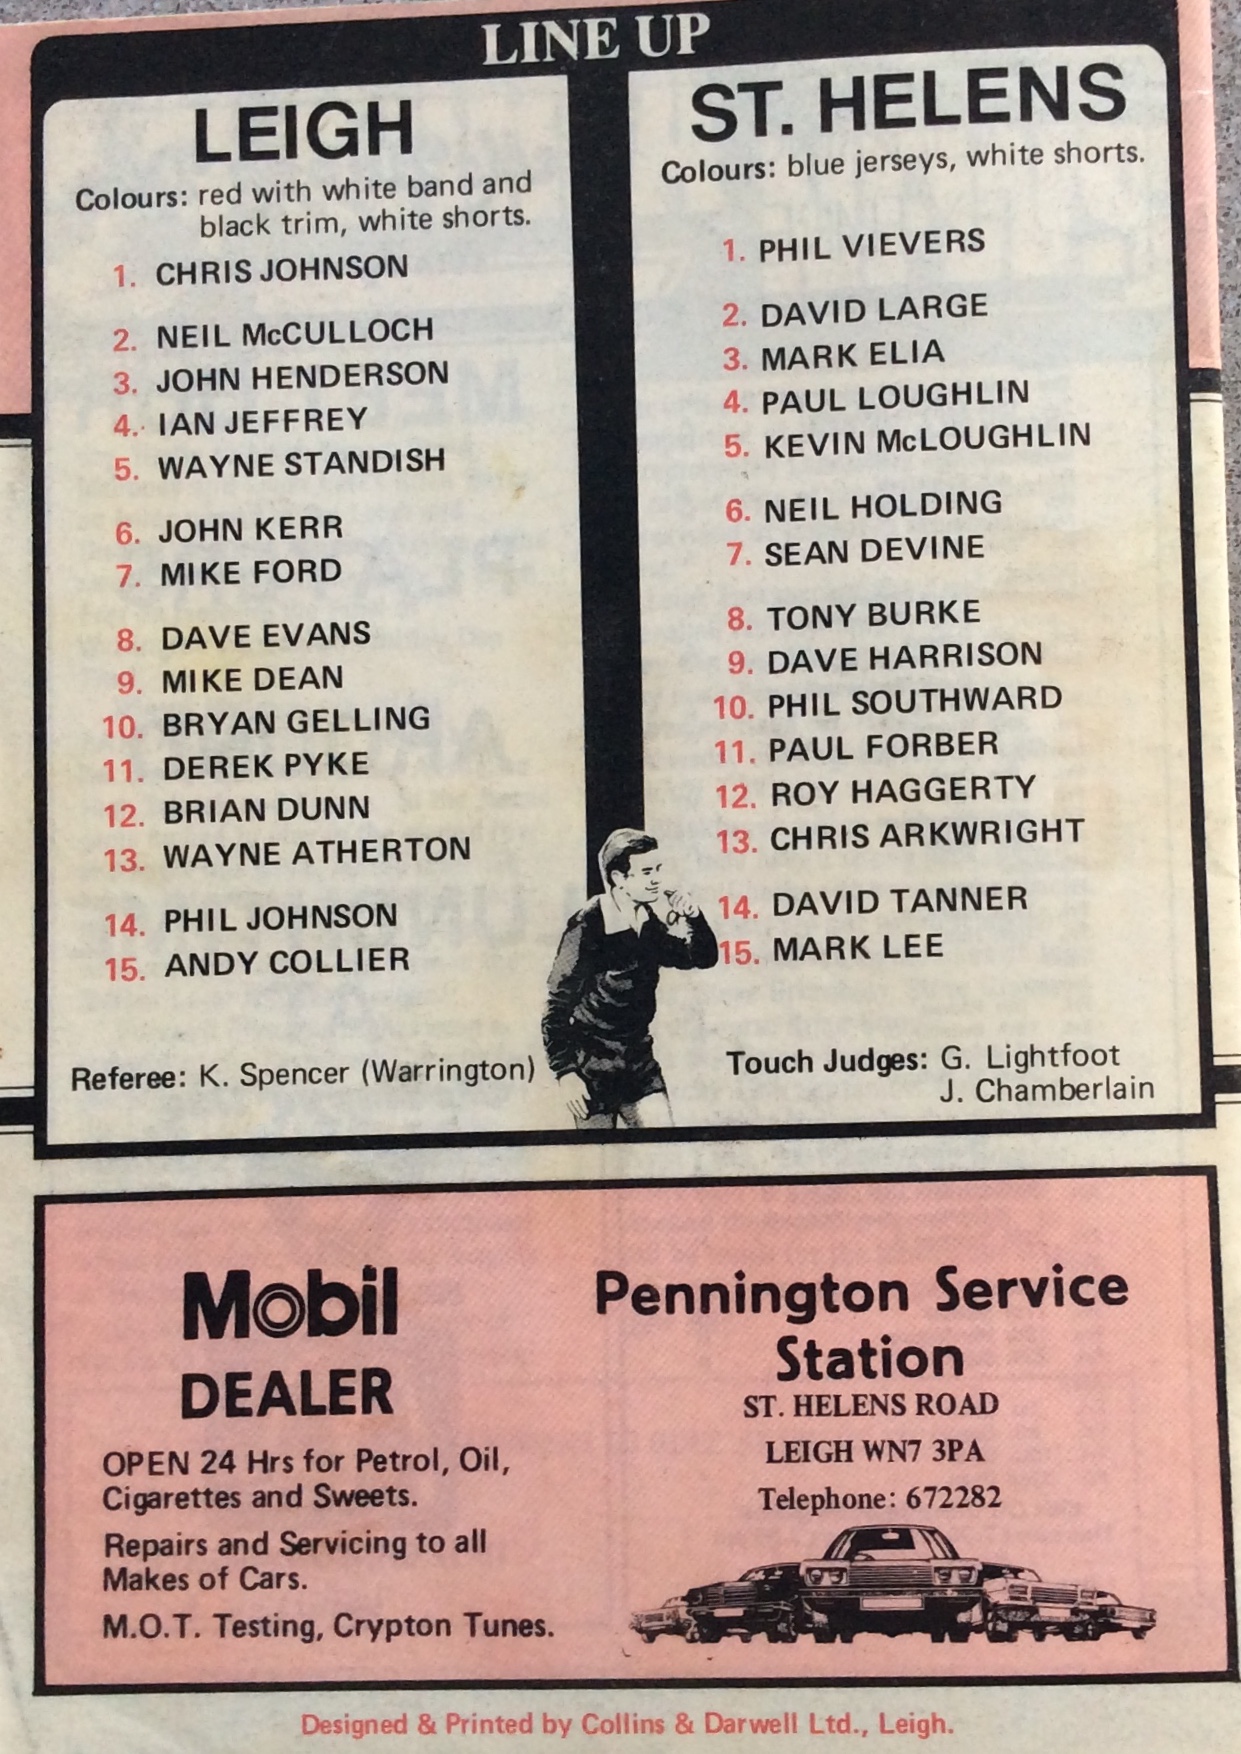 LINE UP
LEIGH
Colours: red with white band and
black trim, white shorts.
1. CHRIS JOHNSON
2. NEIL McCULLOCH
3. JOHN HENDERSON
4. IAN JEFFREY
5. WAYNE STANDISH
6. JOHN KERR
7. MIKE FORD
8. DAVE EVANS
9. MIKE DEAN
10. BRYAN GELLING
11. DEREK PYKE
12. BRIAN DUNN
13. WAYNE ATHERTON
14. PHIL JOHNSON
15. ANDY COLLIER
Referee: K. Spencer (Warrington)
ST. HELENS
Colours: blue jerseys, white shorts.
1. PHIL VIEVERS
2. DAVID LARGE
3. MARK ELIA
4. PAUL LOUGHLIN
5. KEVIN McLOUGHLIN
6. NEIL HOLDING
7. SEAN DEVINE
8. TONY BURKE
9. DAVE HARRISON
10. PHIL SOUTHWARD
11. PAUL FORBER
12. ROY HAGGERTY
13. CHRIS ARKWRIGHT
14. DAVID TANNER
15. MARK LEE
Touch Judges: G. Lightfoot
J. Chamberlain
Mobil
DEALER
OPEN 24 Hrs for Petrol, Oil,
Cigarettes and Sweets.
Repairs and Servicing to all
Makes of Cars.
M.O.T. Testing, Crypton Tunes.
Pennington Service
Station
ST. HELENS ROAD
LEIGH WN7 3PA
Telephone: 672282
Designed & Printed by Collins & Darwell Ltd., Leigh.